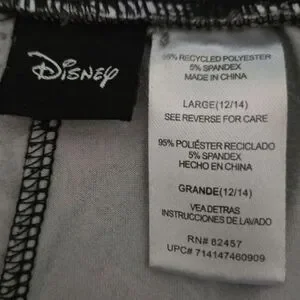 Disney
95% RECYCLED POLYESTER
5% SPANDEX
MADE IN CHINA
LARGE(12/14)
SEE REVERSE FOR CARE
95% POLIÉSTER RECICLADO
5% SPANDEX
HECHO EN CHINA
GRANDE(12/14)
VEA DETRAS
INSTRUCCIONES DE LAVADO
RN# 82457
UPC# 714147460909